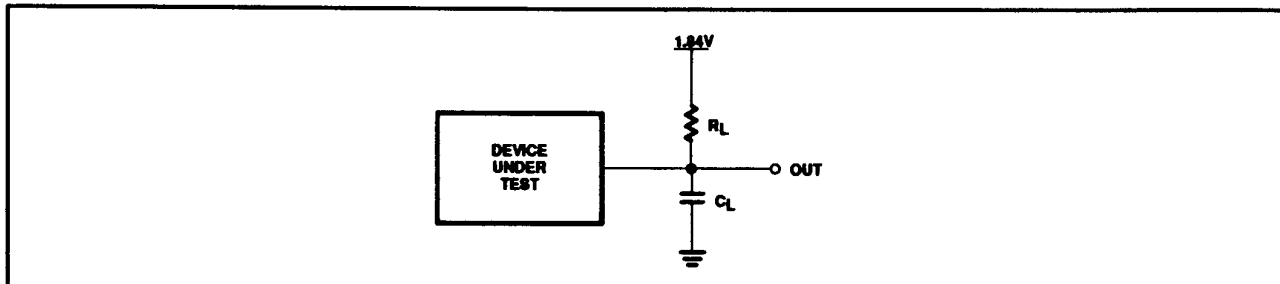 1.84V
RL
DEVICE
UNDER
TEST
OUT
CL